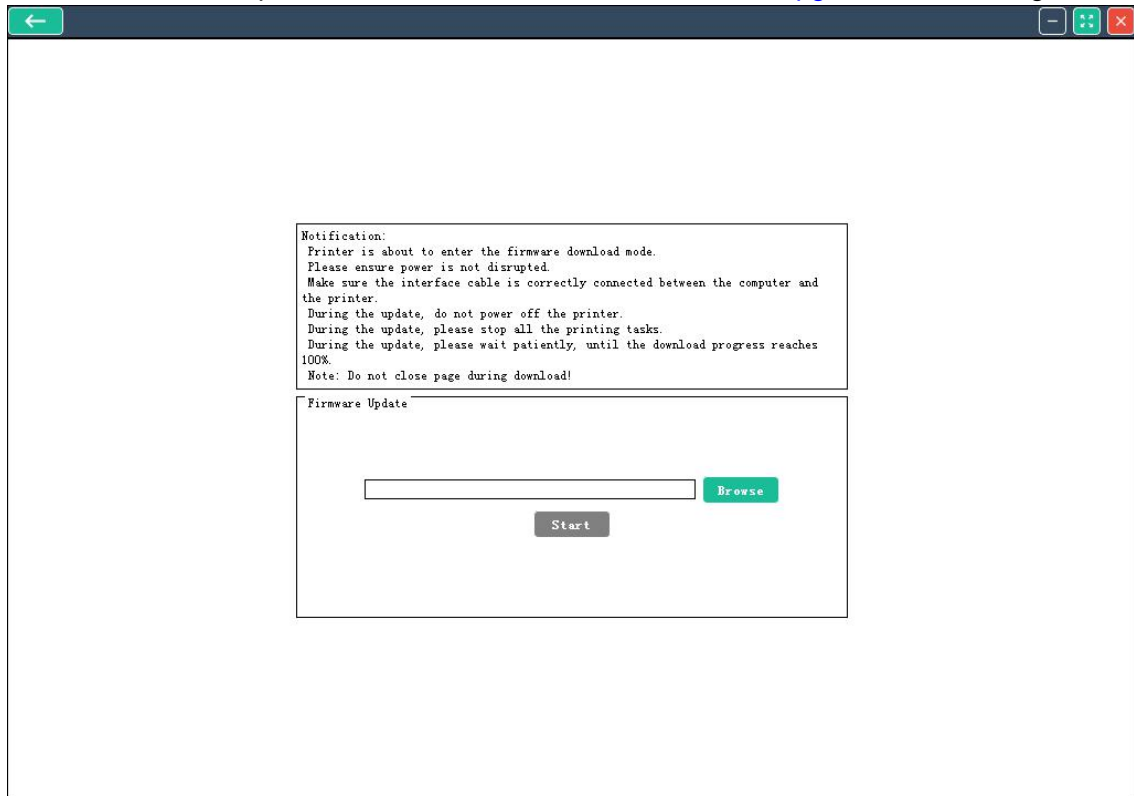 Notification:
Printer is about to enter the firmware download mode.
Please ensure power is not disrupted.
Make sure the interface cable is correctly connected between the computer and
the printer.
During the update, do not power off the printer.
During the update, please stop all the printing tasks.
During the update, please wait patiently, until the download progress reaches
100%.
Note: Do not close page during download!
Firmware Update
Browse
Start